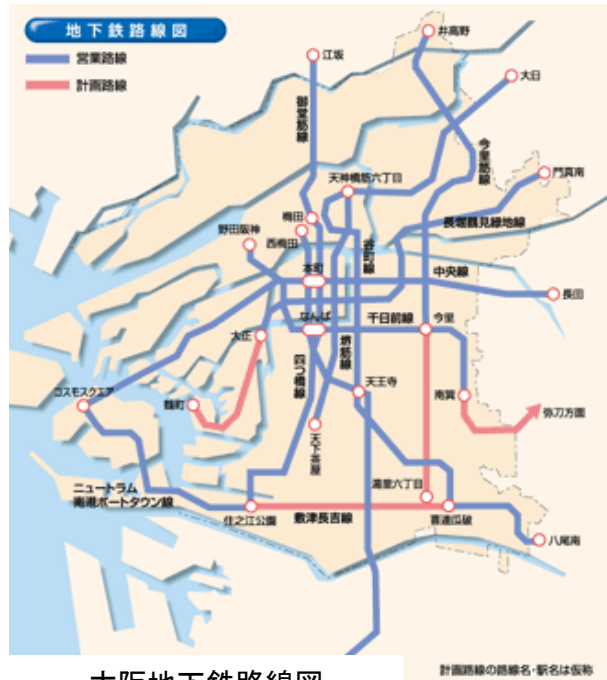 地下鉄路線図
営業路線
計画路線
江坂
井高野
大日
御堂筋線
今里筋線
天神橋筋六丁目
門真南
梅田
野田阪神
西梅田
谷町線
長堀鶴見緑地線
本町
中央線
長田
なんば
千日前線
今里
大正
四つ橋線
堺筋線
コスモスクエア
鶴町
天王寺
南巽
弥刀方面
天下茶屋
湯里六丁目
ニュートラム
南港ポートタウン線
住之江公園
敷津長吉線
喜連瓜破
八尾南
大阪地下鉄路線図
計画路線の路線名・駅名は仮称